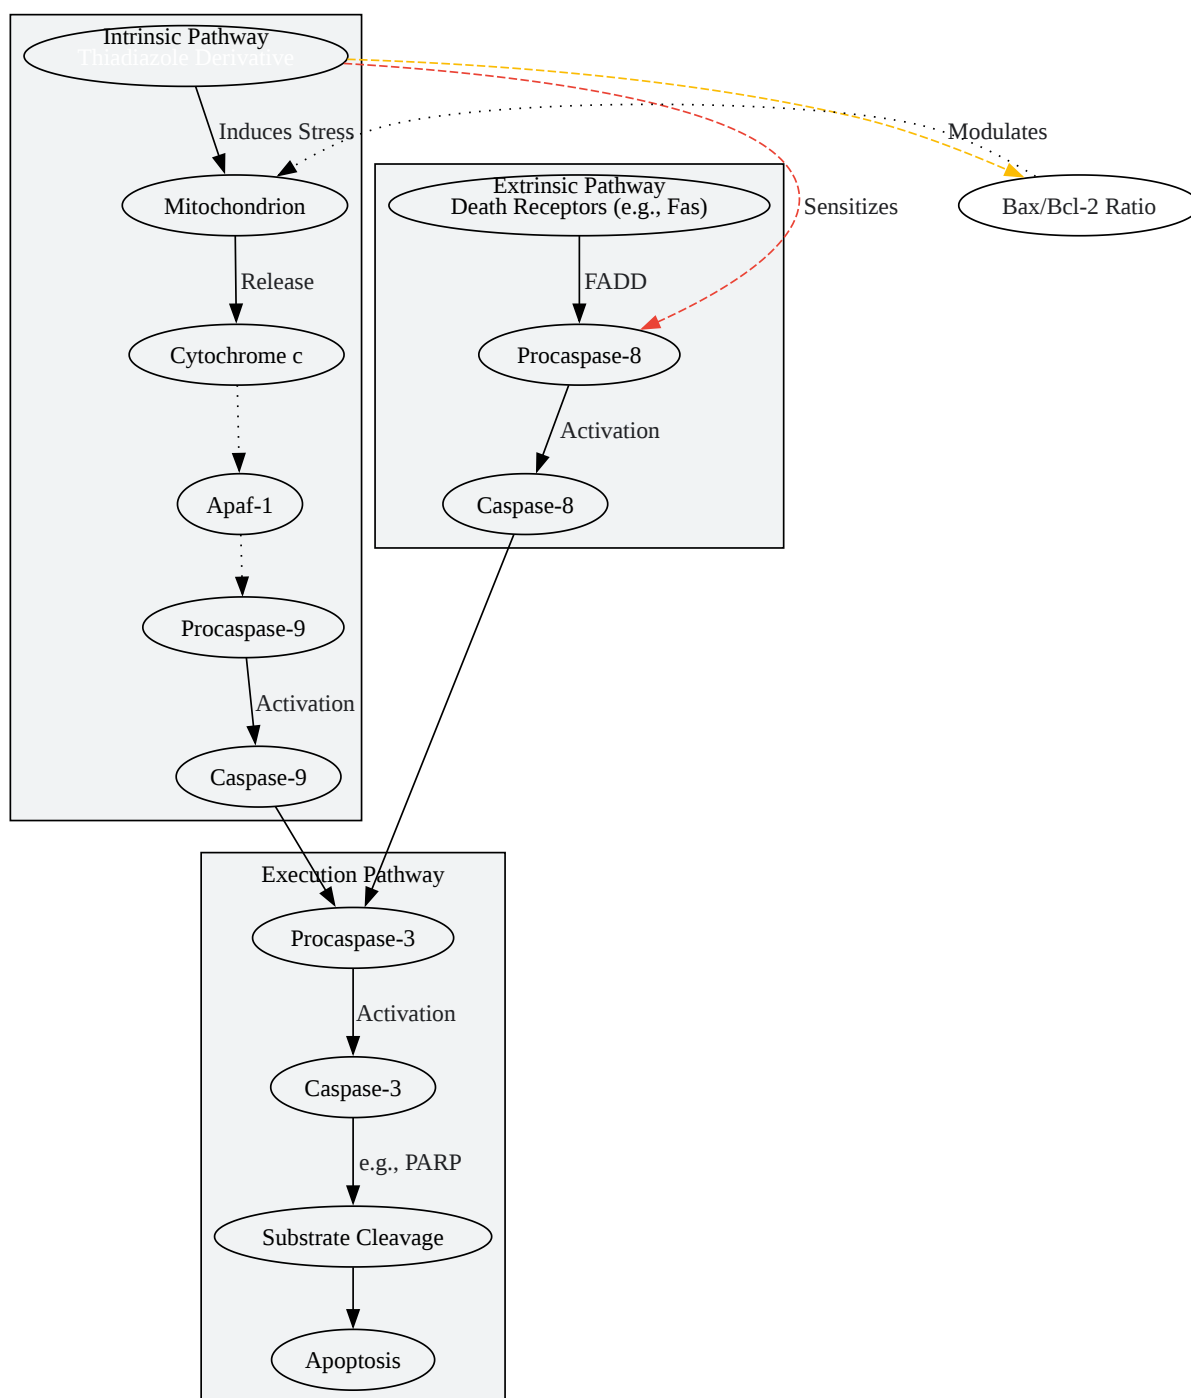 Intrinsic Pathway
Thiadiazole Derivative
Induces Stress
Modulates
Mitochondrion
Extrinsic Pathway
Death Receptors (e.g., Fas)
Sensitizes
Bax/Bcl-2 Ratio
Release
FADD
Cytochrome c
Procaspase-8
Activation
Apaf-1
Caspase-8
Procaspase-9
Activation
Caspase-9
Execution Pathway
Procaspase-3
Activation
Caspase-3
e.g., PARP
Substrate Cleavage
Apoptosis